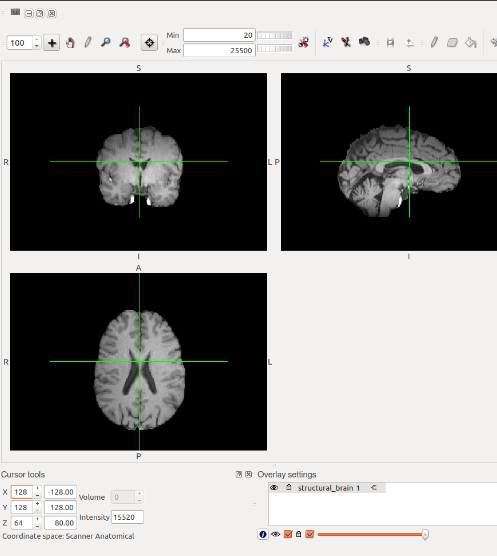 100
Min 20
Max 25500
S S
R L P
I I
A
R L
P
Cursor tools Overlay settings
X 128 -128.00 Volume 0
Y 128 128.00 Intensity 15520
Z 64 80.00
Coordinate space: Scanner Anatomical
structural_brain 1